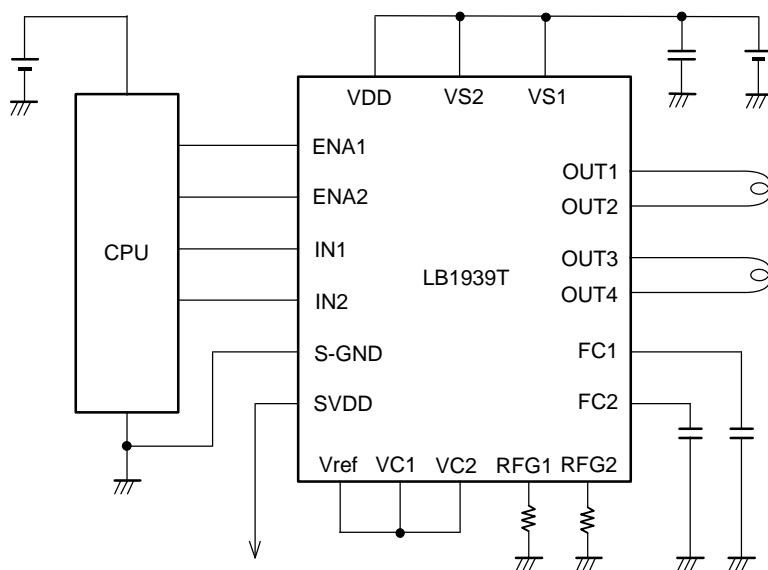 VDD VS2 VS1
ENA1
OUT1
ENA2
OUT2
CPU
IN1
OUT3
LB1939T
IN2
OUT4
S-GND
FC1
SVDD
FC2
Vref VC1 VC2 RFG1 RFG2